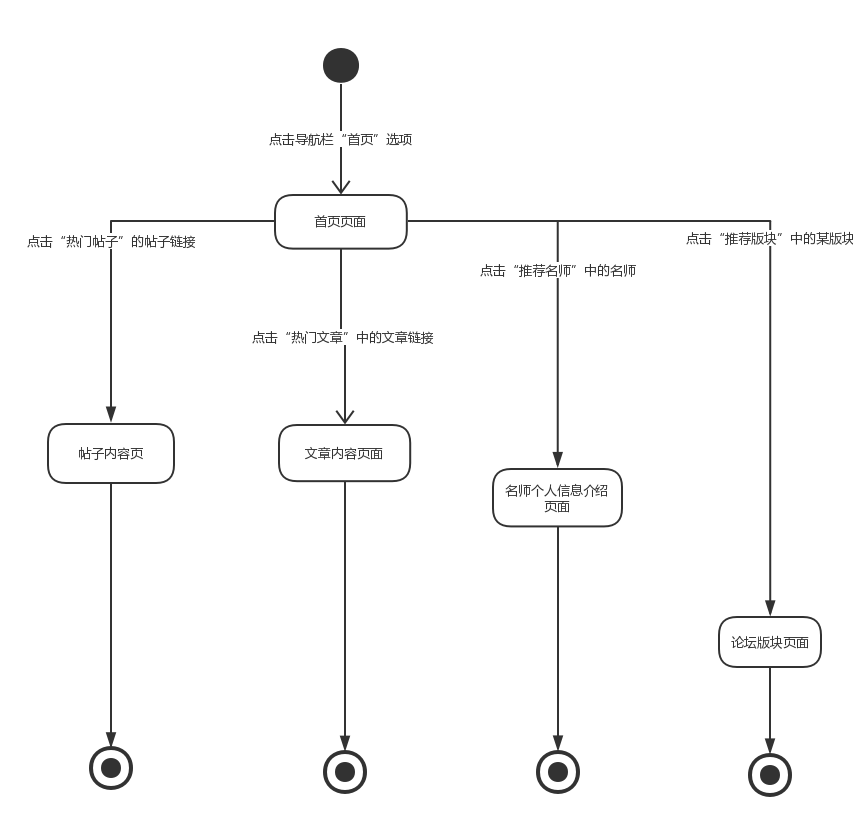 点击导航栏“首页”选项
首页页面
点击“热门帖子”的帖子链接
点击“推荐版块”中的某版块
点击“推荐名师”中的名师
点击“热门文章”中的文章链接
帖子内容页
文章内容页面
名师个人信息介绍
页面
论坛版块页面